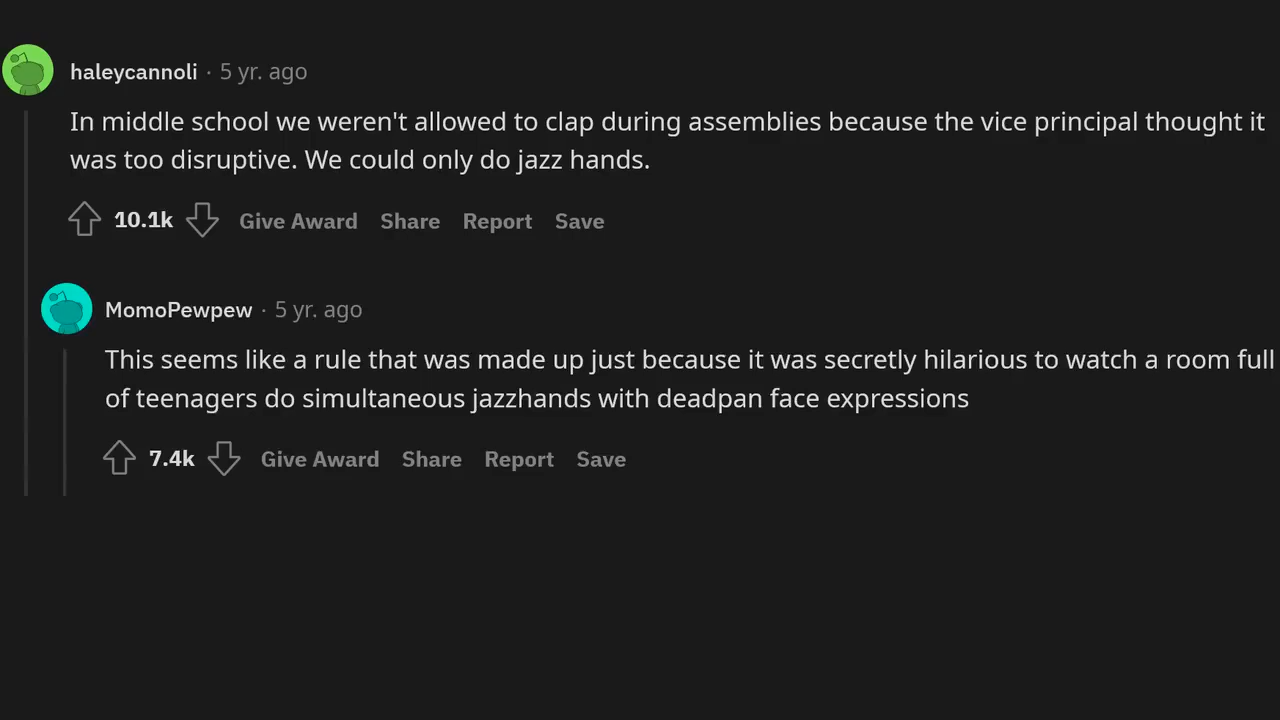 haleycannoli · 5 yr. ago
In middle school we weren't allowed to clap during assemblies because the vice principal thought it
was too disruptive. We could only do jazz hands.
10.1k Give Award Share Report Save
MomoPewpew · 5 yr. ago
This seems like a rule that was made up just because it was secretly hilarious to watch a room full
of teenagers do simultaneous jazzhands with deadpan face expressions
7.4k Give Award Share Report Save